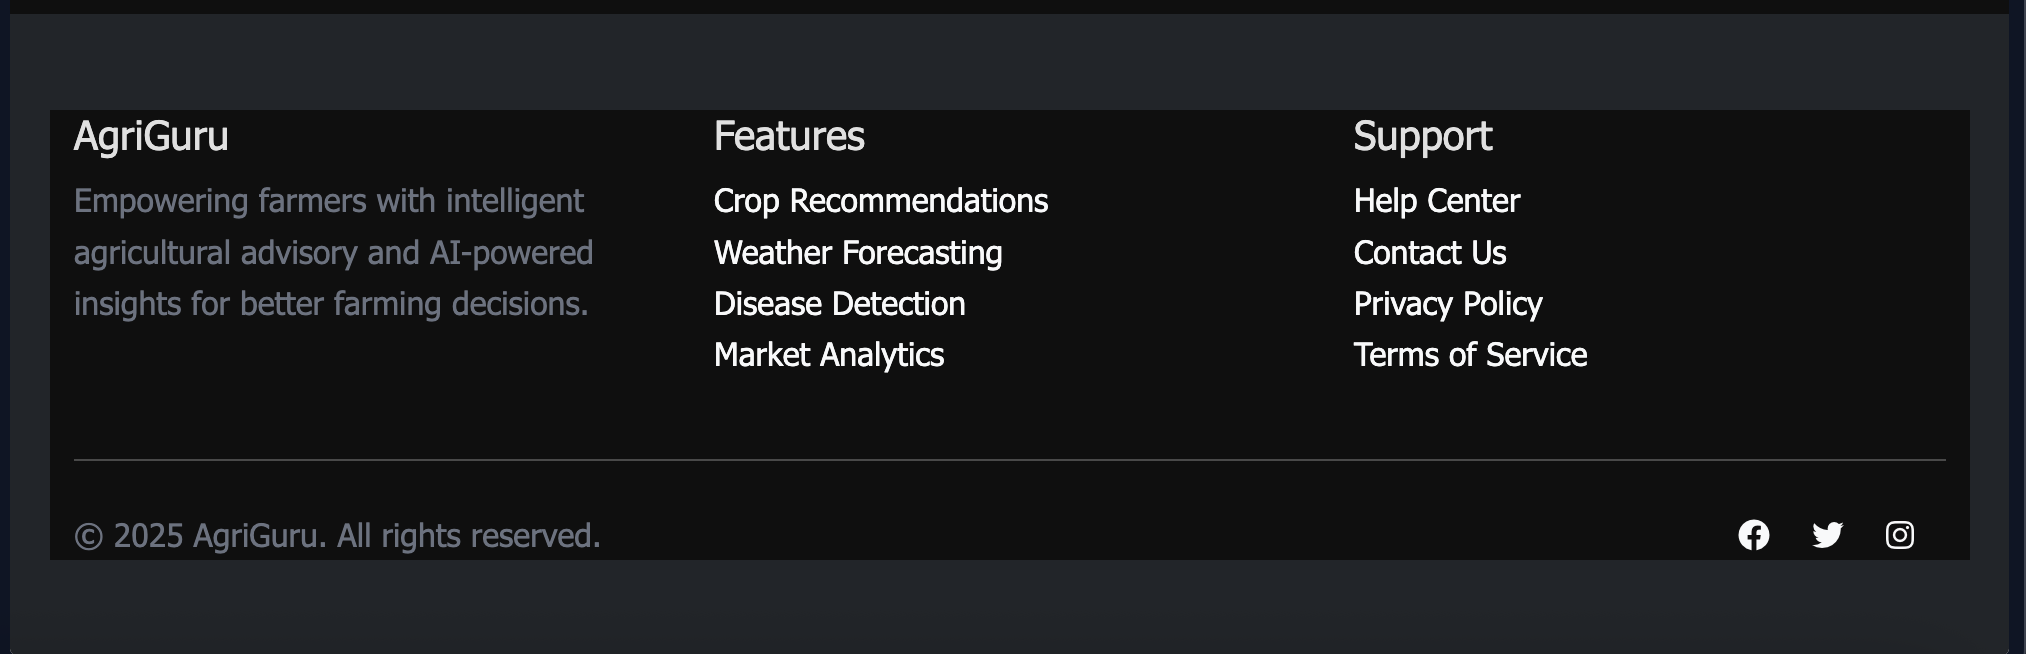 AgriGuru
Empowering farmers with intelligent
agricultural advisory and AI-powered
insights for better farming decisions.
Features
Crop Recommendations
Weather Forecasting
Disease Detection
Market Analytics
Support
Help Center
Contact Us
Privacy Policy
Terms of Service
© 2025 AgriGuru. All rights reserved.